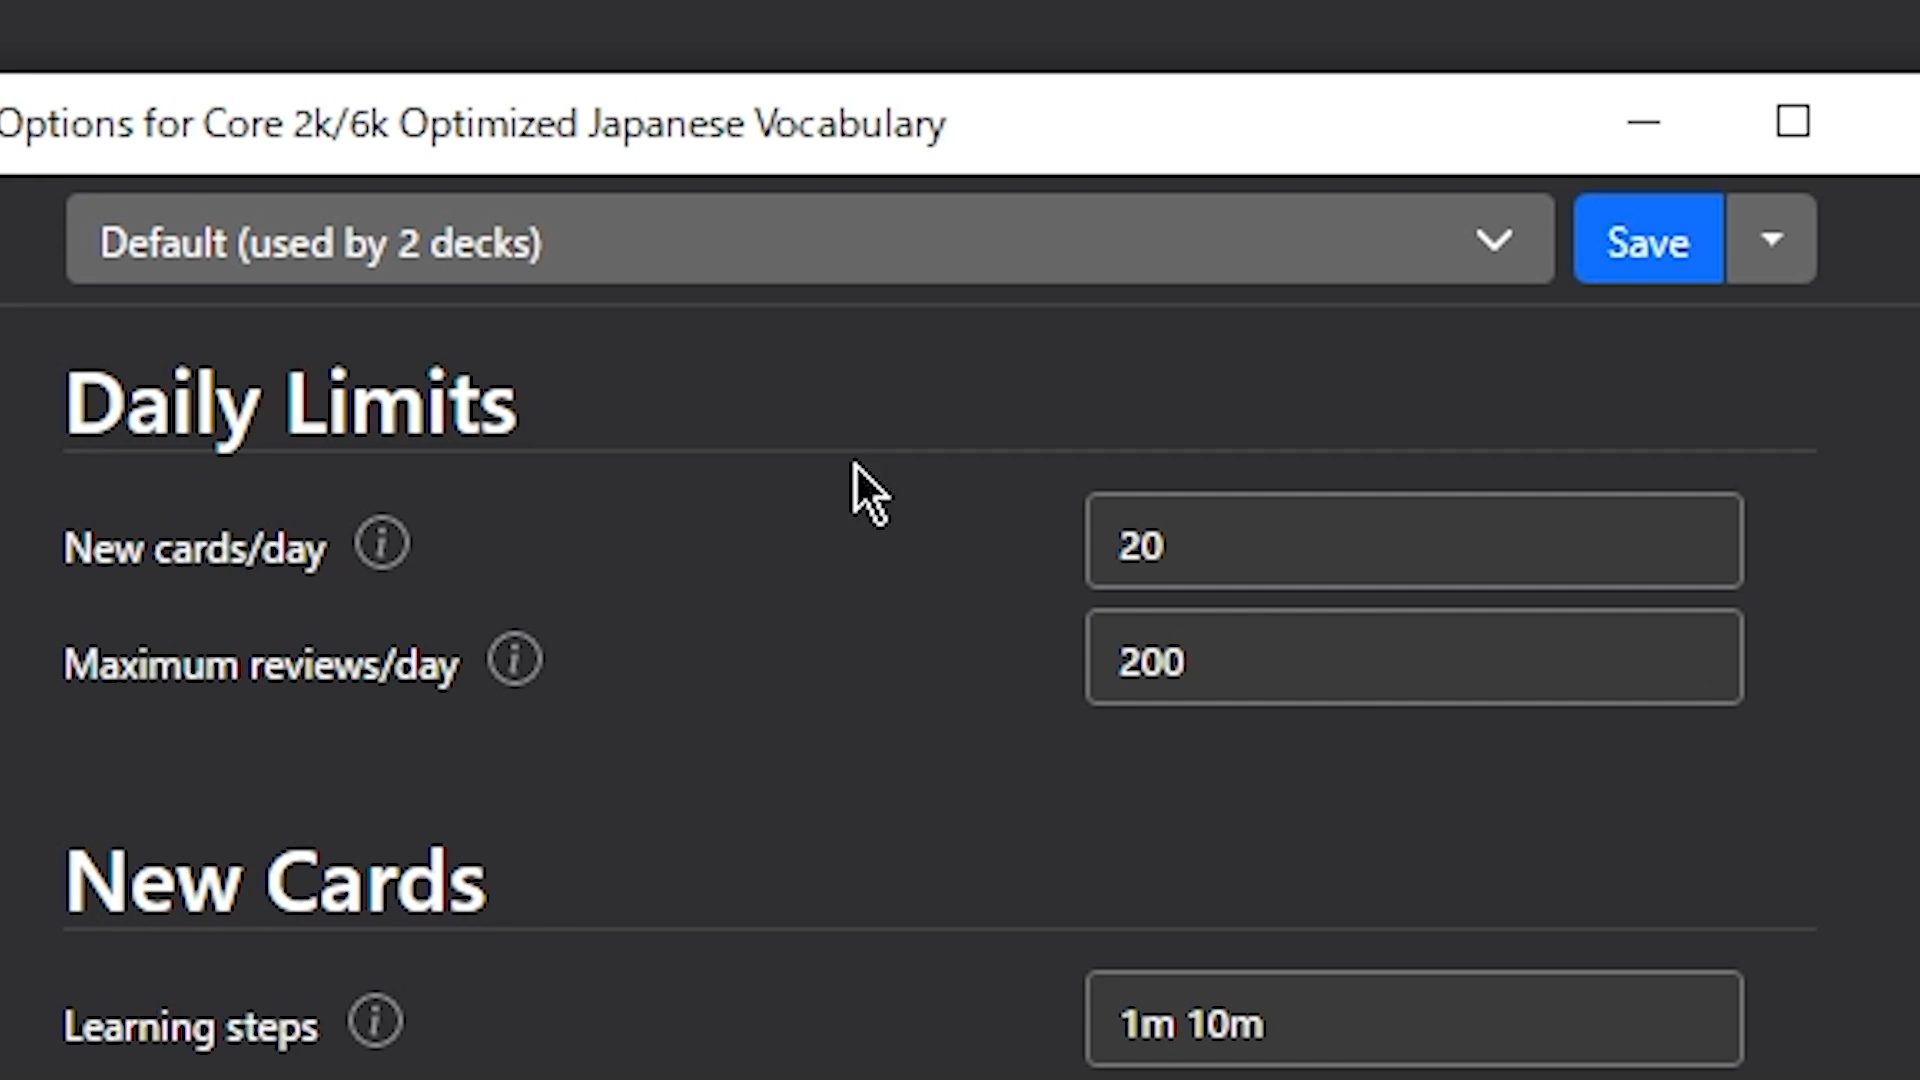 Options for Core 2k/6k Optimized Japanese Vocabulary
Default (used by 2 decks)
Save
Daily Limits
New cards/day
20
Maximum reviews/day
200
New Cards
Learning steps
1m 10m